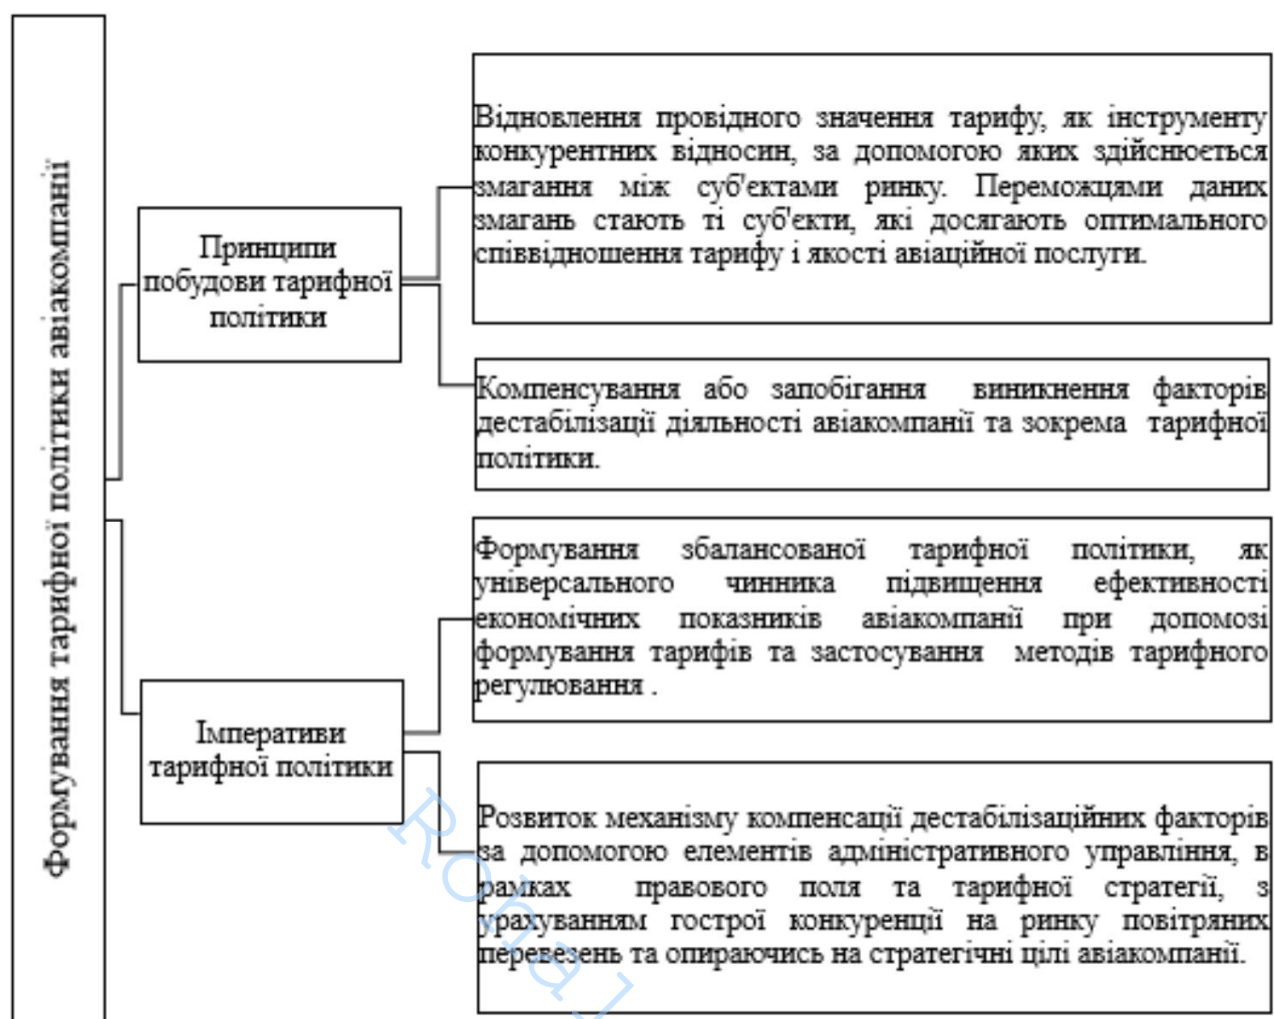 Формування тарифної політики авіакомпанії
Принципи
побудови тарифної
політики
Відновлення провідного значення тарифу, як інструменту
конкурентних відносин, за допомогою яких здійснюється
змагання між суб'єктами ринку. Переможцями даних
змагань стають ті суб'єкти, які досягають оптимального
співвідношення тарифу і якості авіаційної послуги.
Компенсування або запобігання виникнення факторів
дестабілізації діяльності авіакомпанії та зокрема тарифної
політики.
Імперативи
тарифної політики
Формування збалансованої тарифної політики, як
універсального чинника підвищення ефективності
економічних показників авіакомпанії при допомозі
формування тарифів та застосування методів тарифного
регулювання .
Розвиток механізму компенсації дестабілізаційних факторів
за допомогою елементів адміністративного управління, в
рамках правового поля та тарифної стратегії, з
урахуванням гострої конкуренції на ринку повітряних
перевезень та опираючись на стратегічні цілі авіакомпанії.
Rohal